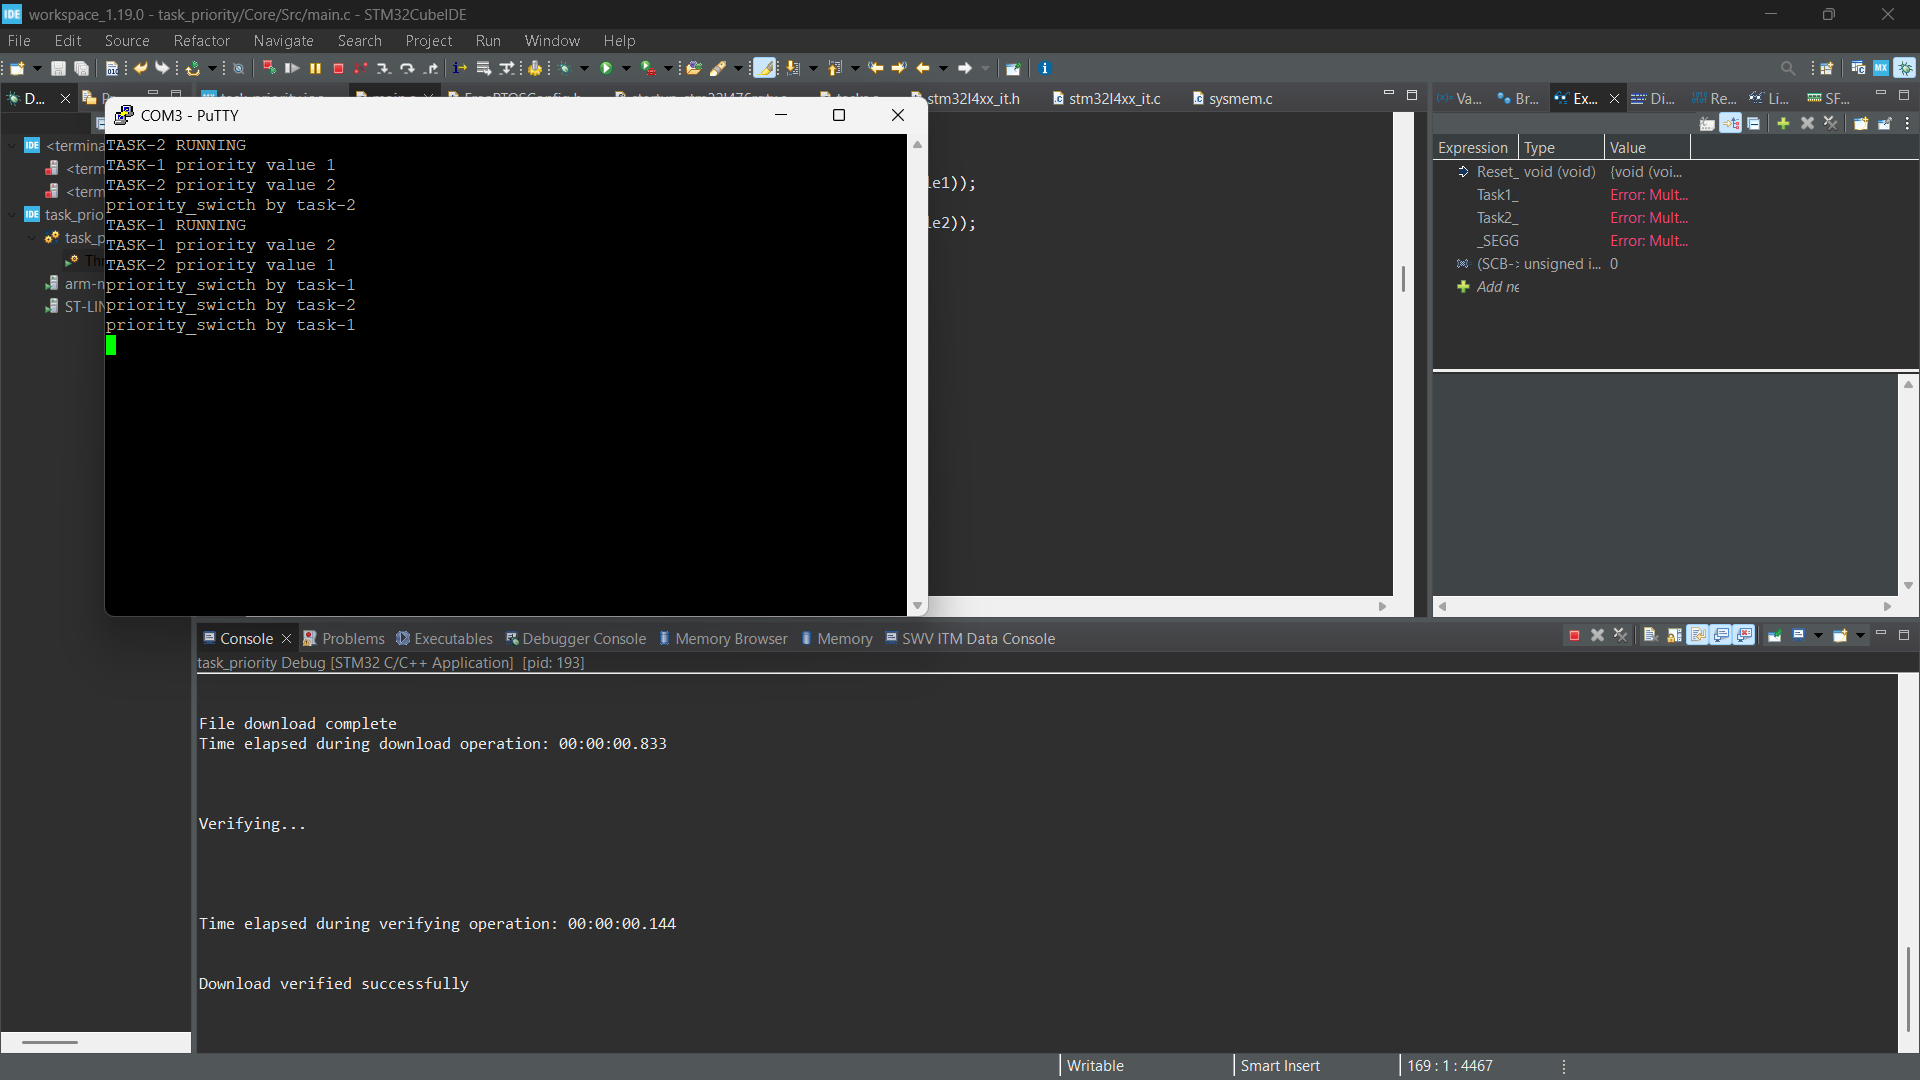 IDE workspace_1.19.0 - task_priority/Core/Src/main.c - STM32CubeIDE
File Edit Source Refactor Navigate Search Project Run Window Help
D...
stm32l4xx_it.h stm32l4xx_it.c sysmem.c
Va... Br... Ex... Di... Re... Li... SF...
COM3 - PuTTY
TASK-2 RUNNING
TASK-1 priority value 1
TASK-2 priority value 2
priority_swicth by task-2
TASK-1 RUNNING
TASK-1 priority value 2
TASK-2 priority value 1
priority_swicth by task-1
priority_swicth by task-2
priority_swicth by task-1
IDE <termina
<term
<term
IDE task_prio
task_p
Th
arm-n
ST-LIN
le1));
le2));
Expression Type Value
Reset_ void (void) {void (voi...
Task1_ Error: Mult...
Task2_ Error: Mult...
_SEGG Error: Mult...
(SCB-> unsigned i... 0
Add ne
Console Problems Executables Debugger Console Memory Browser Memory SWV ITM Data Console
task_priority Debug [STM32 C/C++ Application] [pid: 193]
File download complete
Time elapsed during download operation: 00:00:00.833
Verifying...
Time elapsed during verifying operation: 00:00:00.144
Download verified successfully
Writable Smart Insert 169 : 1 : 4467